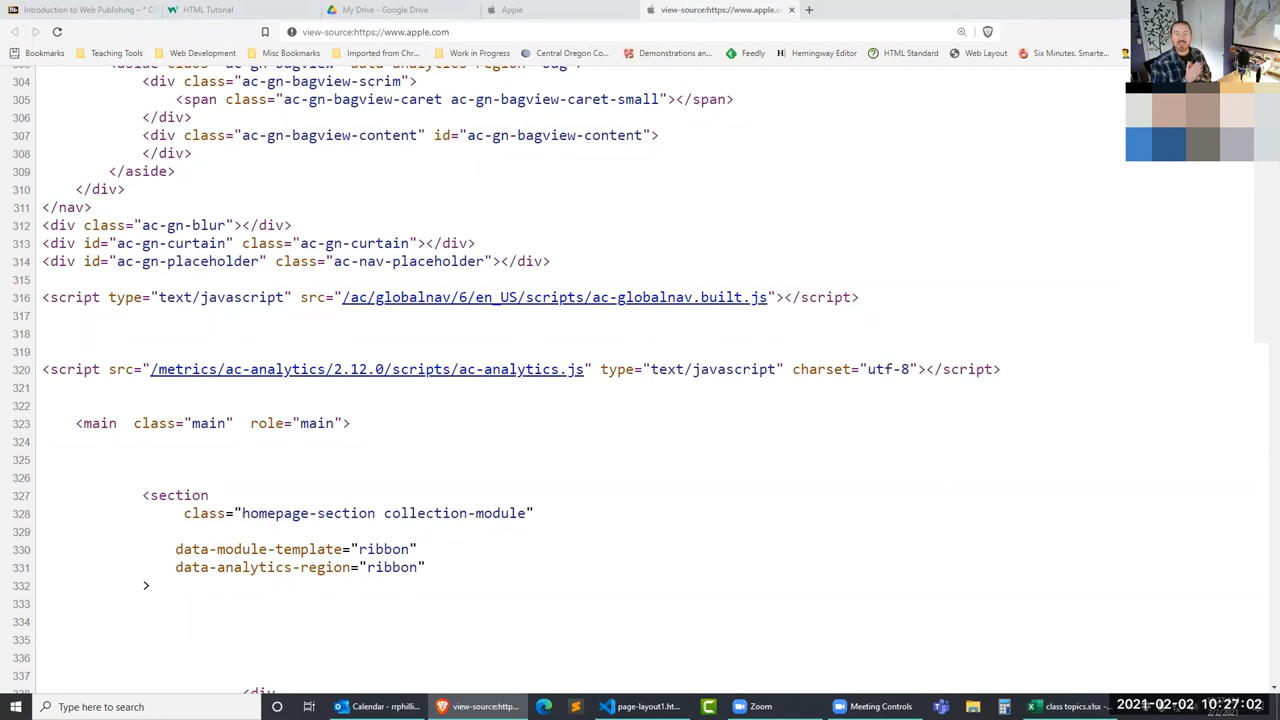 Introduction to Web Publishing - * C
HTML Tutorial
My Drive - Google Drive
Apple
view-source:https://www.apple.co
view-source:https://www.apple.com
Bookmarks
Teaching Tools
Web Development
Misc Bookmarks
Imported from Chr...
Work in Progress
Central Oregon Co...
Demonstrations an...
Feedly
Hemingway Editor
HTML Standard
Web Layout
Six Minutes. Smarte...
304 <div class="ac-gn-bagview-scrim">
305 <span class="ac-gn-bagview-caret ac-gn-bagview-caret-small"></span>
306 </div>
307 <div class="ac-gn-bagview-content" id="ac-gn-bagview-content">
308 </div>
309 </aside>
310 </div>
311 </nav>
312 <div class="ac-gn-blur"></div>
313 <div id="ac-gn-curtain" class="ac-gn-curtain"></div>
314 <div id="ac-gn-placeholder" class="ac-nav-placeholder"></div>
315
316 <script type="text/javascript" src="/ac/globalnav/6/en_US/scripts/ac-globalnav.built.js"></script>
317
318
319
320 <script src="/metrics/ac-analytics/2.12.0/scripts/ac-analytics.js" type="text/javascript" charset="utf-8"></script>
321
322
323 <main class="main" role="main">
324
325
326
327 <section
328 class="homepage-section collection-module"
329
330 data-module-template="ribbon"
331 data-analytics-region="ribbon"
332 >
333
334
335
336
337
<div
Type here to search
Calendar - rrphilli...
view-source:http...
page-layout1.ht...
Zoom
Meeting Controls
class topics.xlsx -...
2021-02-02 10:27:02